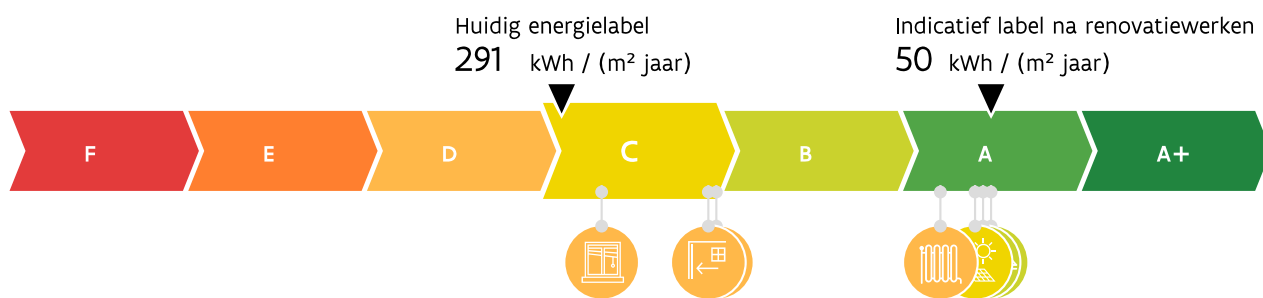 Huidig energielabel
291 kWh / (m² jaar)
Indicatief label na renovatiewerken
50 kWh / (m² jaar)
F E D C B A A+